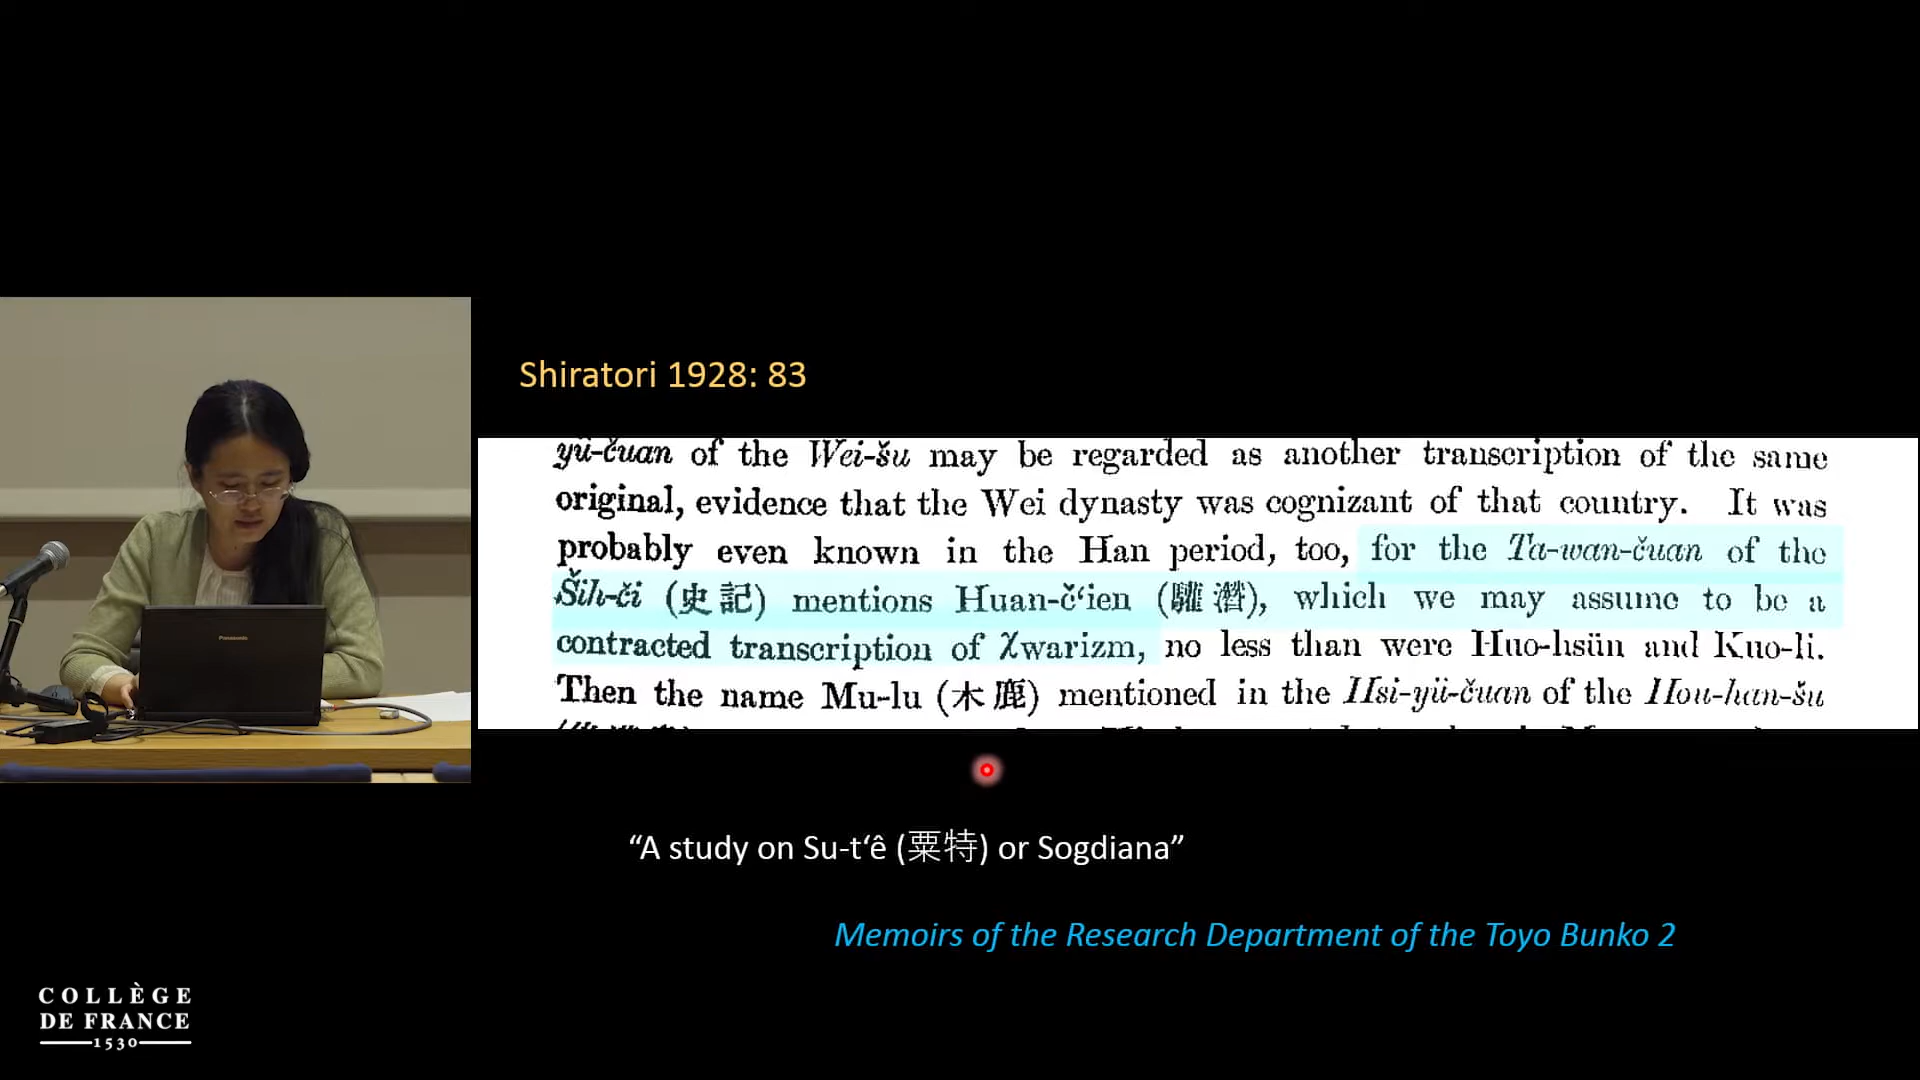 Shiratori 1928: 83
yü-čuan of the Wei-šu may be regarded as another transcription of the same
original, evidence that the Wei dynasty was cognizant of that country. It was
probably even known in the Han period, too, for the Ta-wan-čuan of the
Ših-či (史記) mentions Huan-č‘ien (驩潛), which we may assume to be a
contracted transcription of χwarizm, no less than were Huo-hsün and Kuo-li.
Then the name Mu-lu (木鹿) mentioned in the Hsi-yü-čuan of the Hou-han-šu
“A study on Su-t‘ê (粟特) or Sogdiana”
Memoirs of the Research Department of the Toyo Bunko 2
Panasonic
COLLÈGE
DE FRANCE
1530